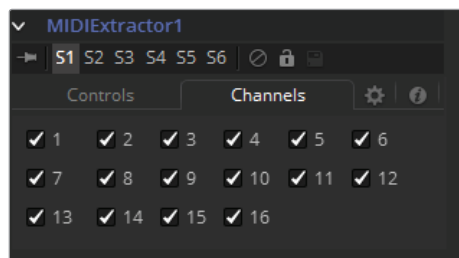 MIDIExtractor1
S1 S2 S3 S4 S5 S6
Controls Channels
1 2 3 4 5 6
7 8 9 10 11 12
13 14 15 16